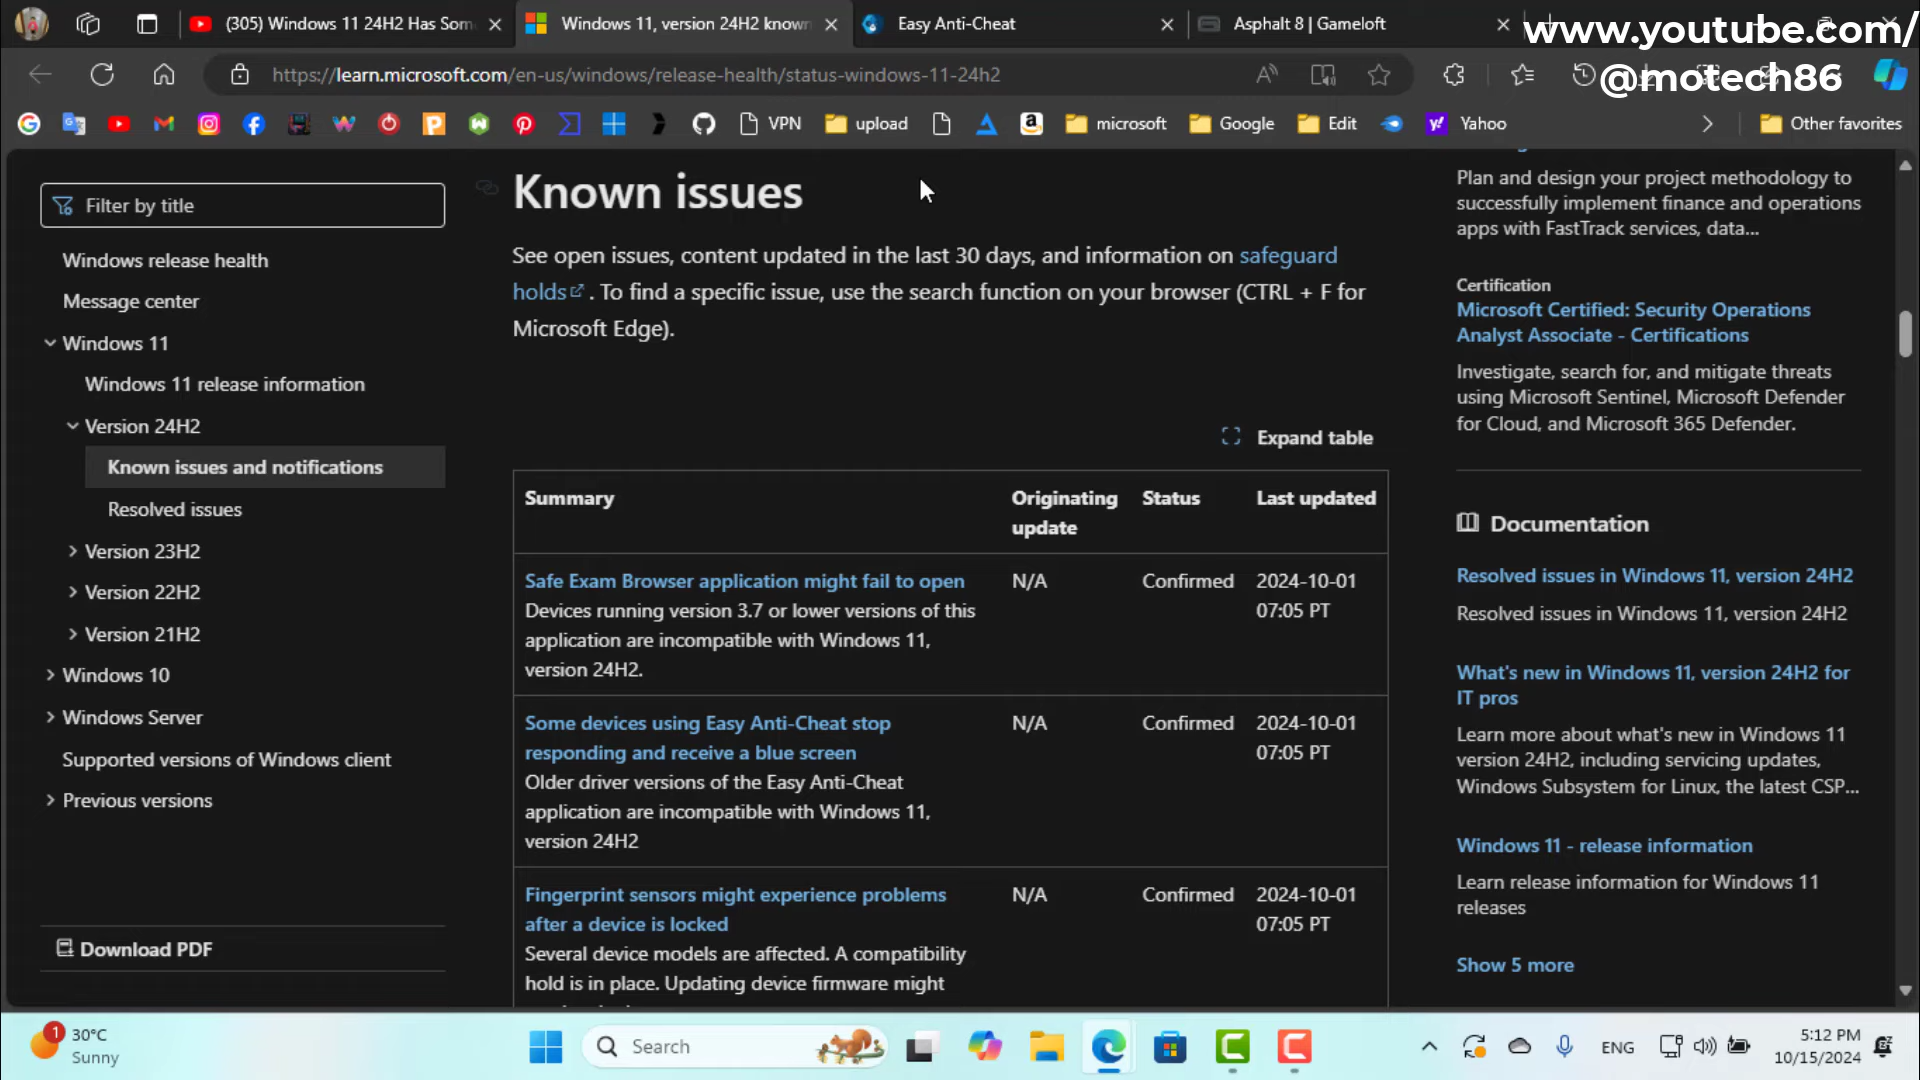 (305) Windows 11 24H2 Has Som
Windows 11, version 24H2 known
Easy Anti-Cheat
Asphalt 8 | Gameloft
www.youtube.com/
@motech86
https://learn.microsoft.com/en-us/windows/release-health/status-windows-11-24h2
VPN
upload
microsoft
Google
Edit
Yahoo
Other favorites
Filter by title
Windows release health
Message center
Windows 11
Windows 11 release information
Version 24H2
Known issues and notifications
Resolved issues
Version 23H2
Version 22H2
Version 21H2
Windows 10
Windows Server
Supported versions of Windows client
Previous versions
Download PDF
Known issues
See open issues, content updated in the last 30 days, and information on safeguard
holds . To find a specific issue, use the search function on your browser (CTRL + F for
Microsoft Edge).
Expand table
Summary
Originating
update
Status
Last updated
Safe Exam Browser application might fail to open
Devices running version 3.7 or lower versions of this
application are incompatible with Windows 11,
version 24H2.
N/A
Confirmed
2024-10-01
07:05 PT
Some devices using Easy Anti-Cheat stop
responding and receive a blue screen
Older driver versions of the Easy Anti-Cheat
application are incompatible with Windows 11,
version 24H2
N/A
Confirmed
2024-10-01
07:05 PT
Fingerprint sensors might experience problems
after a device is locked
Several device models are affected. A compatibility
hold is in place. Updating device firmware might
N/A
Confirmed
2024-10-01
07:05 PT
Plan and design your project methodology to
successfully implement finance and operations
apps with FastTrack services, data...
Certification
Microsoft Certified: Security Operations
Analyst Associate - Certifications
Investigate, search for, and mitigate threats
using Microsoft Sentinel, Microsoft Defender
for Cloud, and Microsoft 365 Defender.
Documentation
Resolved issues in Windows 11, version 24H2
Resolved issues in Windows 11, version 24H2
What's new in Windows 11, version 24H2 for
IT pros
Learn more about what's new in Windows 11
version 24H2, including servicing updates,
Windows Subsystem for Linux, the latest CSP...
Windows 11 - release information
Learn release information for Windows 11
releases
Show 5 more
1
30°C
Sunny
Search
ENG
5:12 PM
10/15/2024